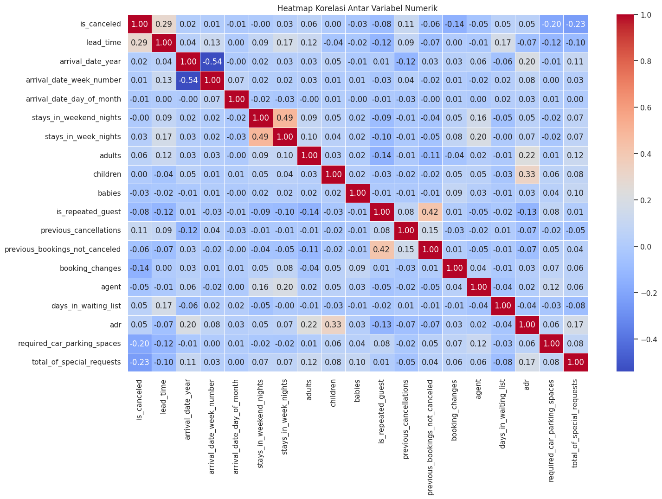 Heatmap Korelasi Antar Variabel Numerik
is_canceled 1.00 0.29 0.02 0.01 -0.01 -0.00 0.03 0.06 0.00 -0.03 -0.08 0.11 -0.06 -0.14 -0.05 0.05 0.05 -0.20 -0.23
lead_time 0.29 1.00 0.04 0.13 0.00 0.09 0.17 0.12 -0.04 -0.02 -0.12 0.09 -0.07 0.00 -0.01 0.17 -0.07 -0.12 -0.10
arrival_date_year 0.02 0.04 1.00 -0.54 -0.00 0.02 0.03 0.03 0.05 -0.01 0.01 -0.12 0.03 0.03 0.06 -0.06 0.20 -0.01 0.11
arrival_date_week_number 0.01 0.13 -0.54 1.00 0.07 0.02 0.02 0.03 0.01 0.01 -0.03 0.04 -0.02 0.01 -0.02 0.02 0.08 0.00 0.03
arrival_date_day_of_month -0.01 0.00 -0.00 0.07 1.00 -0.02 -0.03 -0.00 0.01 -0.00 -0.01 -0.03 -0.00 0.01 0.00 0.02 0.03 0.01 0.00
stays_in_weekend_nights -0.00 0.09 0.02 0.02 -0.02 1.00 0.49 0.09 0.05 0.02 -0.09 -0.01 -0.04 0.05 0.16 -0.05 0.05 -0.02 0.07
stays_in_week_nights 0.03 0.17 0.03 0.02 -0.03 0.49 1.00 0.10 0.04 0.02 -0.10 -0.01 -0.05 0.08 0.20 -0.00 0.07 -0.02 0.07
adults 0.06 0.12 0.03 0.03 -0.00 0.09 0.10 1.00 0.03 0.02 -0.14 -0.01 -0.11 -0.04 0.02 -0.01 0.22 0.01 0.12
children 0.00 -0.04 0.05 0.01 0.01 0.05 0.04 0.03 1.00 0.02 -0.03 -0.02 -0.02 0.05 0.05 -0.03 0.33 0.06 0.08
babies -0.03 -0.02 -0.01 0.01 -0.00 0.02 0.02 0.02 0.02 1.00 -0.01 -0.01 -0.01 0.09 0.03 -0.01 0.03 0.04 0.10
is_repeated_guest -0.08 -0.12 0.01 -0.03 -0.01 -0.09 -0.10 -0.14 -0.03 -0.01 1.00 0.08 0.42 0.01 -0.05 -0.02 -0.13 0.08 0.01
previous_cancellations 0.11 0.09 -0.12 0.04 -0.03 -0.01 -0.01 -0.01 -0.02 -0.01 0.08 1.00 0.15 -0.03 -0.02 0.01 -0.07 -0.02 -0.05
previous_bookings_not_canceled -0.06 -0.07 0.03 -0.02 -0.00 -0.04 -0.05 -0.11 -0.02 -0.01 0.42 0.15 1.00 0.01 -0.05 -0.01 -0.07 0.05 0.04
booking_changes -0.14 0.00 0.03 0.01 0.01 0.05 0.08 -0.04 0.05 0.09 0.01 -0.03 0.01 1.00 0.04 -0.01 0.03 0.07 0.06
agent -0.05 -0.01 0.06 -0.02 0.00 0.16 0.20 0.02 0.05 0.03 -0.05 -0.02 -0.05 0.04 1.00 -0.04 0.02 0.12 0.06
days_in_waiting_list 0.05 0.17 -0.06 0.02 0.02 -0.05 -0.00 -0.01 -0.03 -0.01 -0.02 0.01 -0.01 -0.01 -0.04 1.00 -0.04 -0.03 -0.08
adr 0.05 -0.07 0.20 0.08 0.03 0.05 0.07 0.22 0.33 0.03 -0.13 -0.07 -0.07 0.03 0.02 -0.04 1.00 0.06 0.17
required_car_parking_spaces -0.20 -0.12 -0.01 0.00 0.01 -0.02 -0.02 0.01 0.06 0.04 0.08 -0.02 0.05 0.07 0.12 -0.03 0.06 1.00 0.08
total_of_special_requests -0.23 -0.10 0.11 0.03 0.00 0.07 0.07 0.12 0.08 0.10 0.01 -0.05 0.04 0.06 0.06 -0.08 0.17 0.08 1.00
is_canceled
lead_time
arrival_date_year
arrival_date_week_number
arrival_date_day_of_month
stays_in_weekend_nights
stays_in_week_nights
adults
children
babies
is_repeated_guest
previous_cancellations
previous_bookings_not_canceled
booking_changes
agent
days_in_waiting_list
adr
required_car_parking_spaces
total_of_special_requests
1.0
0.8
0.6
0.4
0.2
0.0
−0.2
−0.4